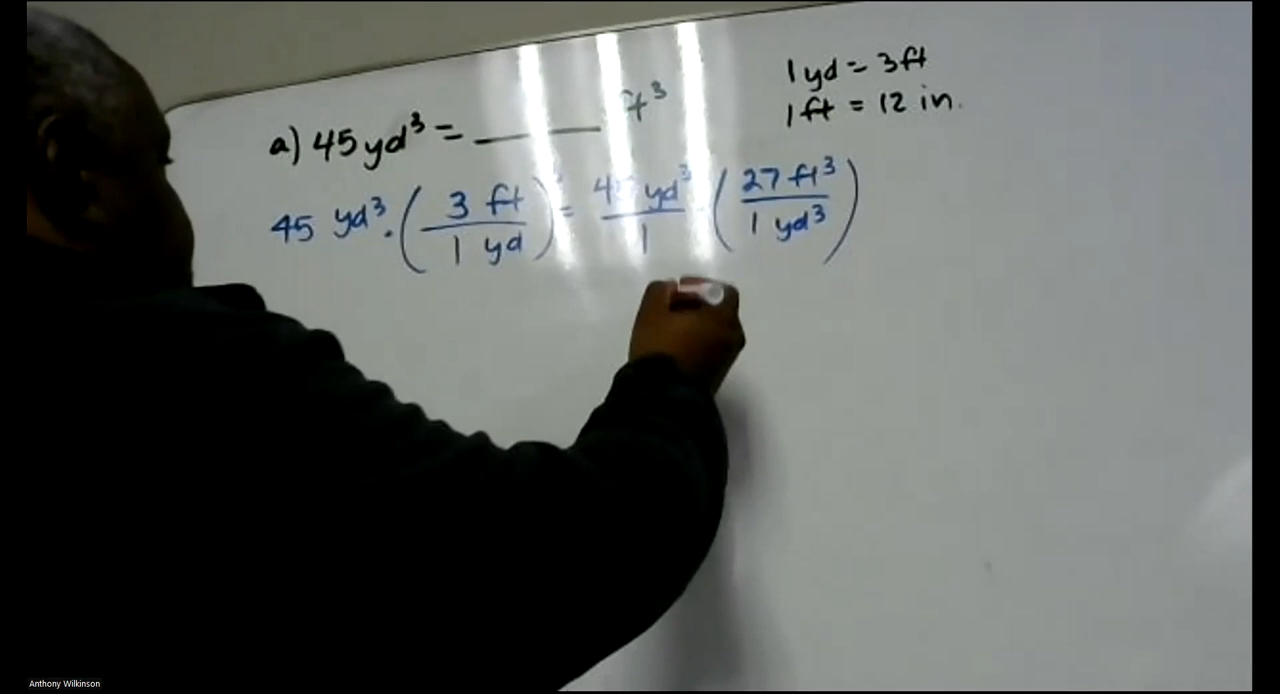 1 yd = 3 ft
1 ft = 12 in.
a) 45 yd³ = ______ ft³
45 yd³ · ( 3 ft / 1 yd ) = 45 yd³ / 1 · ( 27 ft³ / 1 yd³ )
Anthony Wilkinson